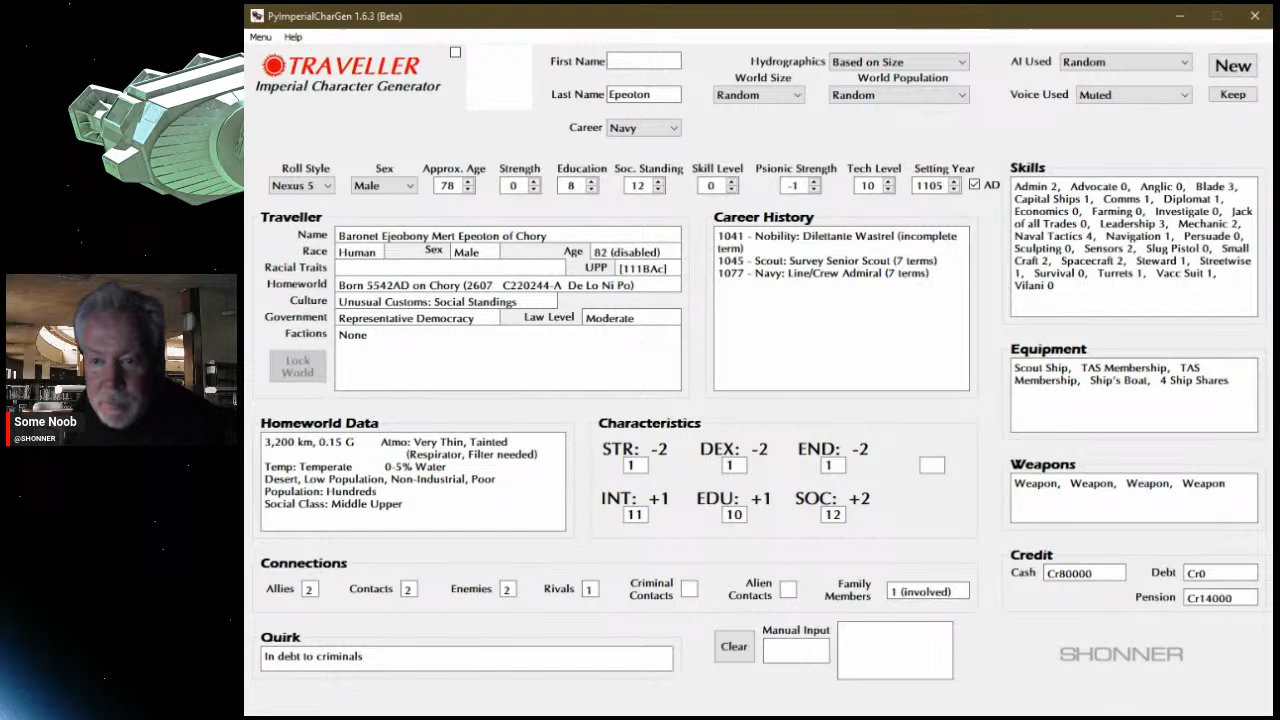 PyImperialCharGen 1.6.3 (Beta)
Menu Help
TRAVELLER
Imperial Character Generator
First Name
Last Name Epeoton
Career Navy
Hydrographics Based on Size
World Size World Population
Random Random
AI Used Random
Voice Used Muted
New
Keep
Roll Style Sex Approx. Age Strength Education Soc. Standing Skill Level Psionic Strength Tech Level Setting Year
Nexus 5 Male 78 0 8 12 0 -1 10 1105 AD
Traveller
Name Baronet Ejeobony Mert Epeoton of Chory
Race Human Sex Male Age 82 (disabled)
Racial Traits UPP [111BAc]
Homeworld Born 5542AD on Chory (2607 C220244-A De Lo Ni Po)
Culture Unusual Customs: Social Standings
Government Representative Democracy Law Level Moderate
Factions None
Lock
World
Career History
1041 - Nobility: Dilettante Wastrel (incomplete
term)
1045 - Scout: Survey Senior Scout (7 terms)
1077 - Navy: Line/Crew Admiral (7 terms)
Skills
Admin 2, Advocate 0, Anglic 0, Blade 3,
Capital Ships 1, Comms 1, Diplomat 1,
Economics 0, Farming 0, Investigate 0, Jack
of all Trades 0, Leadership 3, Mechanic 2,
Naval Tactics 4, Navigation 1, Persuade 0,
Sculpting 0, Sensors 2, Slug Pistol 0, Small
Craft 2, Spacecraft 2, Steward 1, Streetwise
1, Survival 0, Turrets 1, Vacc Suit 1,
Vilani 0
Equipment
Scout Ship, TAS Membership, TAS
Membership, Ship's Boat, 4 Ship Shares
Weapons
Weapon, Weapon, Weapon, Weapon
Credit
Cash Cr80000 Debt Cr0
Pension Cr14000
Homeworld Data
3,200 km, 0.15 G Atmo: Very Thin, Tainted
(Respirator, Filter needed)
Temp: Temperate 0-5% Water
Desert, Low Population, Non-Industrial, Poor
Population: Hundreds
Social Class: Middle Upper
Characteristics
STR: -2 DEX: -2 END: -2
1 1 1
INT: +1 EDU: +1 SOC: +2
11 10 12
Connections
Allies 2 Contacts 2 Enemies 2 Rivals 1 Criminal Contacts Alien Contacts Family Members 1 (involved)
Quirk
In debt to criminals
Clear
Manual Input
SHONNER
Some Noob
@SHONNER